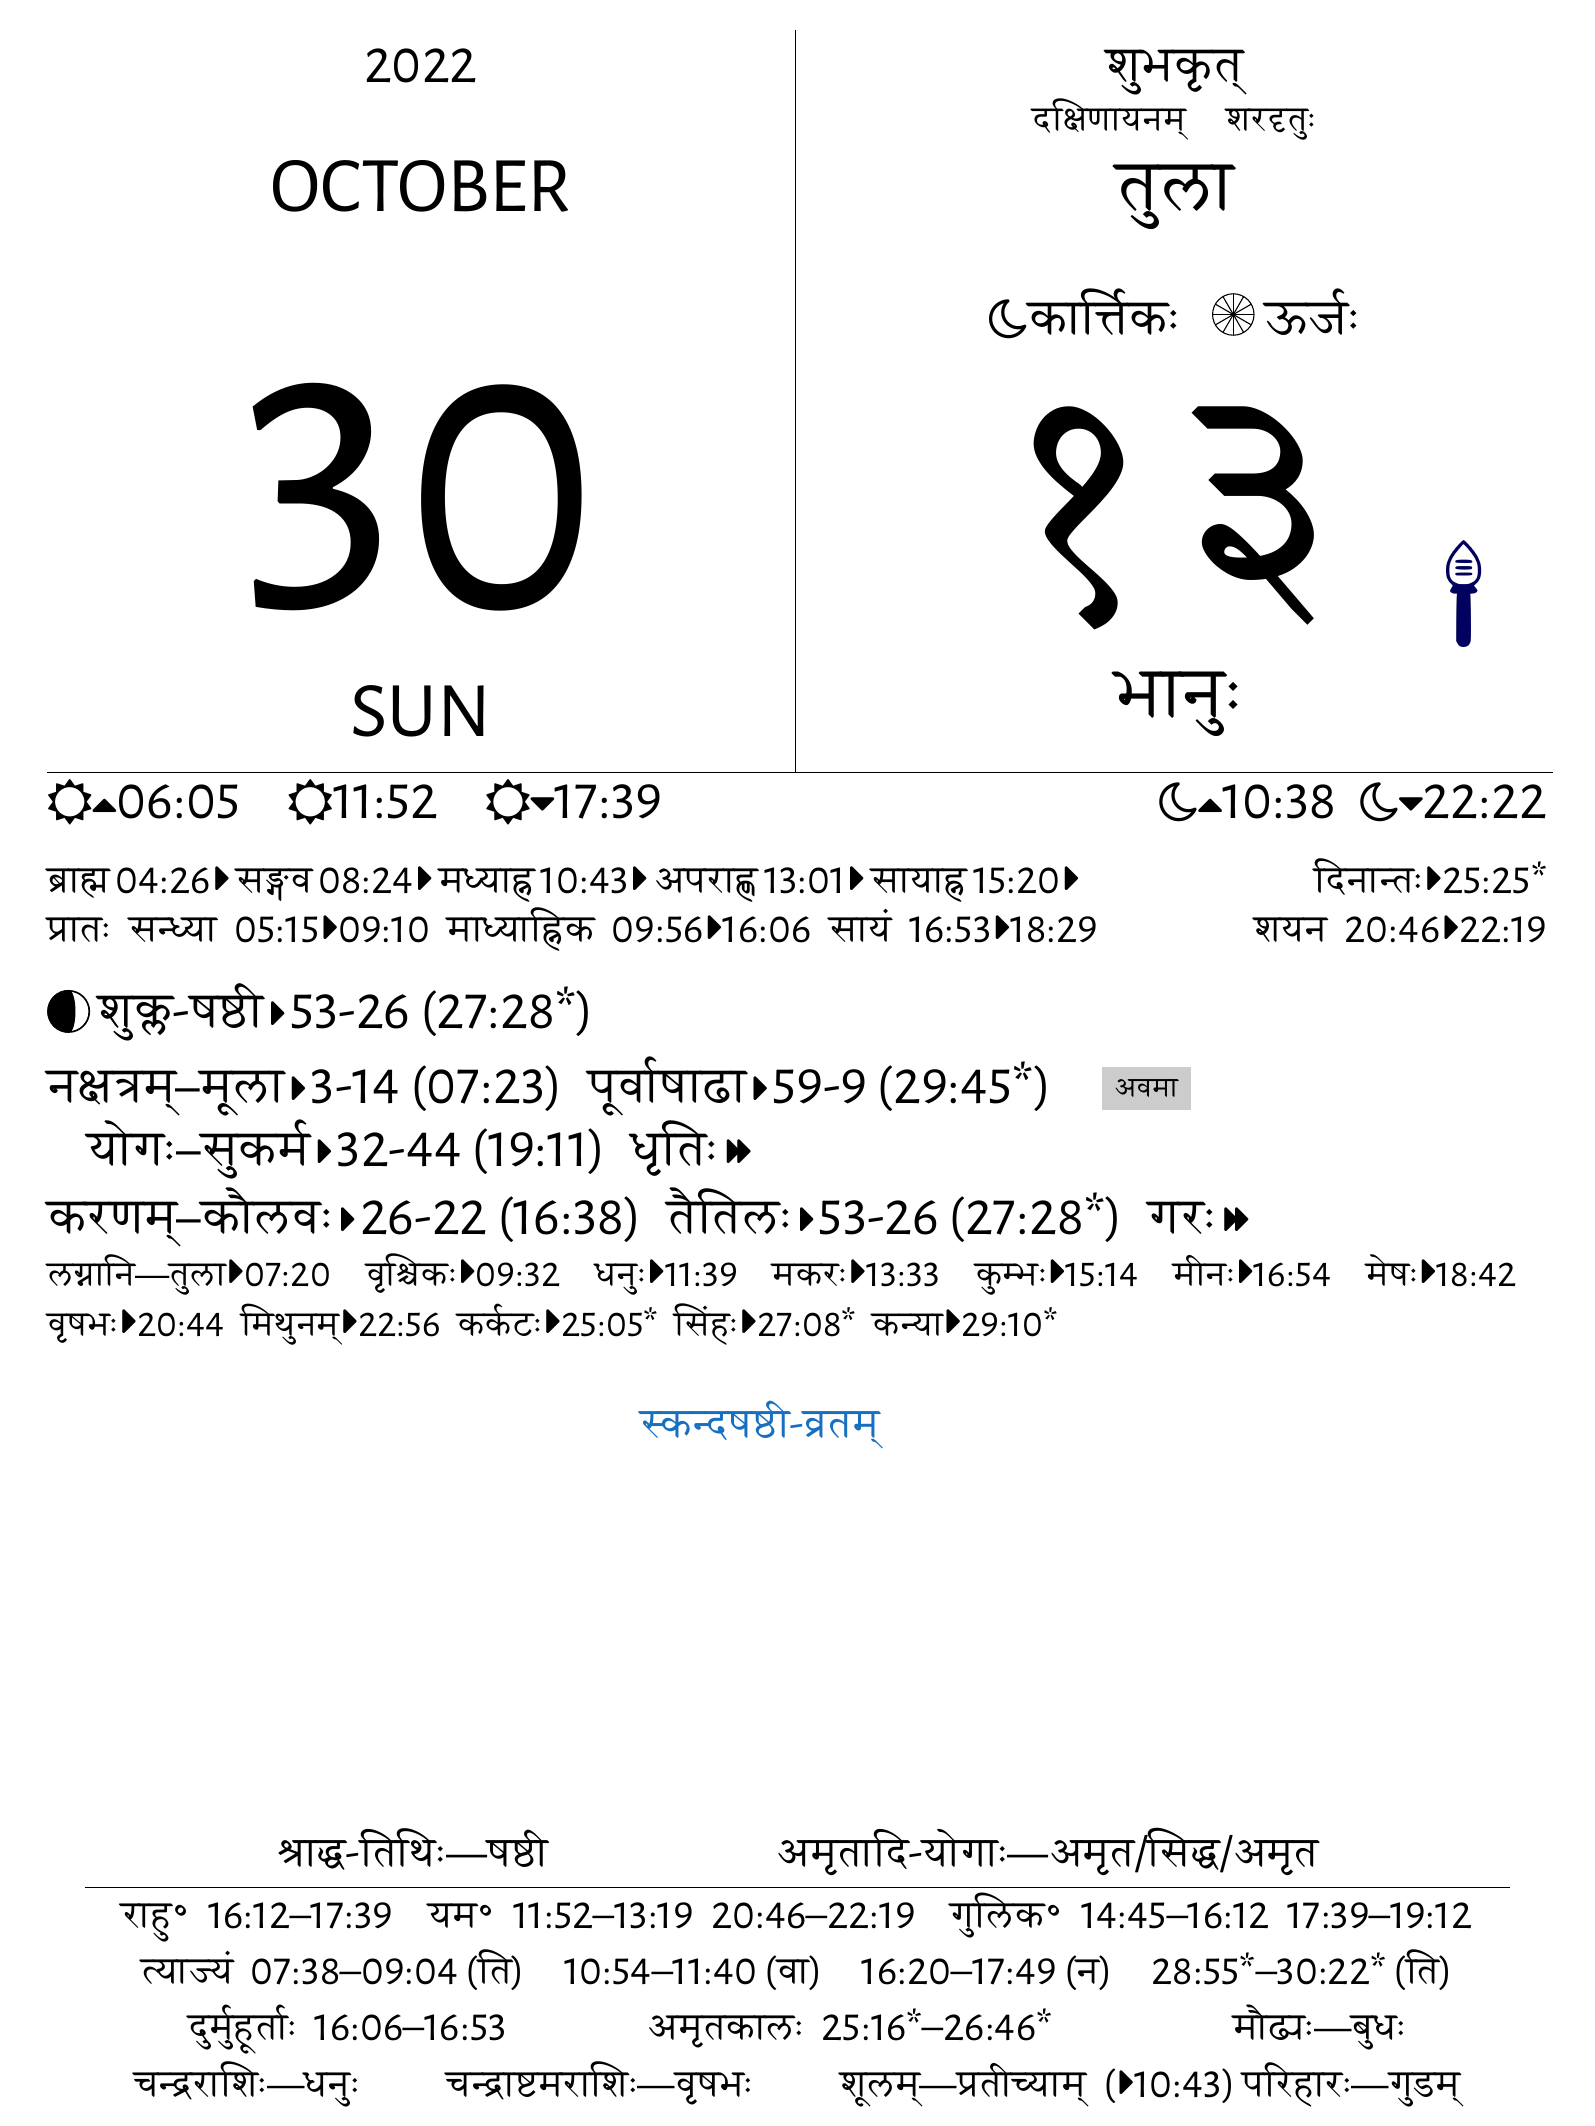 2022
OCTOBER
30
SUN
शुभकृत्
दक्षिणायनम् शरदृतुः
तुला
कार्त्तिकः ऊर्जः
१३
भानुः
06:05 11:52 17:39 10:38 22:22
ब्राह्म 04:26 सङ्गव 08:24 मध्याह्न 10:43 अपराह्ण 13:01 सायाह्न 15:20 दिनान्तः 25:25*
प्रातः सन्ध्या 05:15 09:10 माध्याह्निक 09:56 16:06 सायं 16:53 18:29 शयन 20:46 22:19
शुक्ल-षष्ठी 53-26 (27:28*)
नक्षत्रम्–मूला 3-14 (07:23) पूर्वाषाढा 59-9 (29:45*) अवमा
योगः–सुकर्म 32-44 (19:11) धृतिः
करणम्–कौलवः 26-22 (16:38) तैतिलः 53-26 (27:28*) गरः
लग्नानि—तुला 07:20 वृश्चिकः 09:32 धनुः 11:39 मकरः 13:33 कुम्भः 15:14 मीनः 16:54 मेषः 18:42
वृषभः 20:44 मिथुनम् 22:56 कर्कटः 25:05* सिंहः 27:08* कन्या 29:10*
स्कन्दषष्ठी-व्रतम्
श्राद्ध-तिथिः—षष्ठी अमृतादि-योगाः—अमृत/सिद्ध/अमृत
राहु॰ 16:12–17:39 यम॰ 11:52–13:19 20:46–22:19 गुलिक॰ 14:45–16:12 17:39–19:12
त्याज्यं 07:38–09:04 (ति) 10:54–11:40 (वा) 16:20–17:49 (न) 28:55*–30:22* (ति)
दुर्मुहूर्ताः 16:06–16:53 अमृतकालः 25:16*–26:46* मौढ्यः—बुधः
चन्द्रराशिः—धनुः चन्द्राष्टमराशिः—वृषभः शूलम्—प्रतीच्याम् (10:43) परिहारः—गुडम्